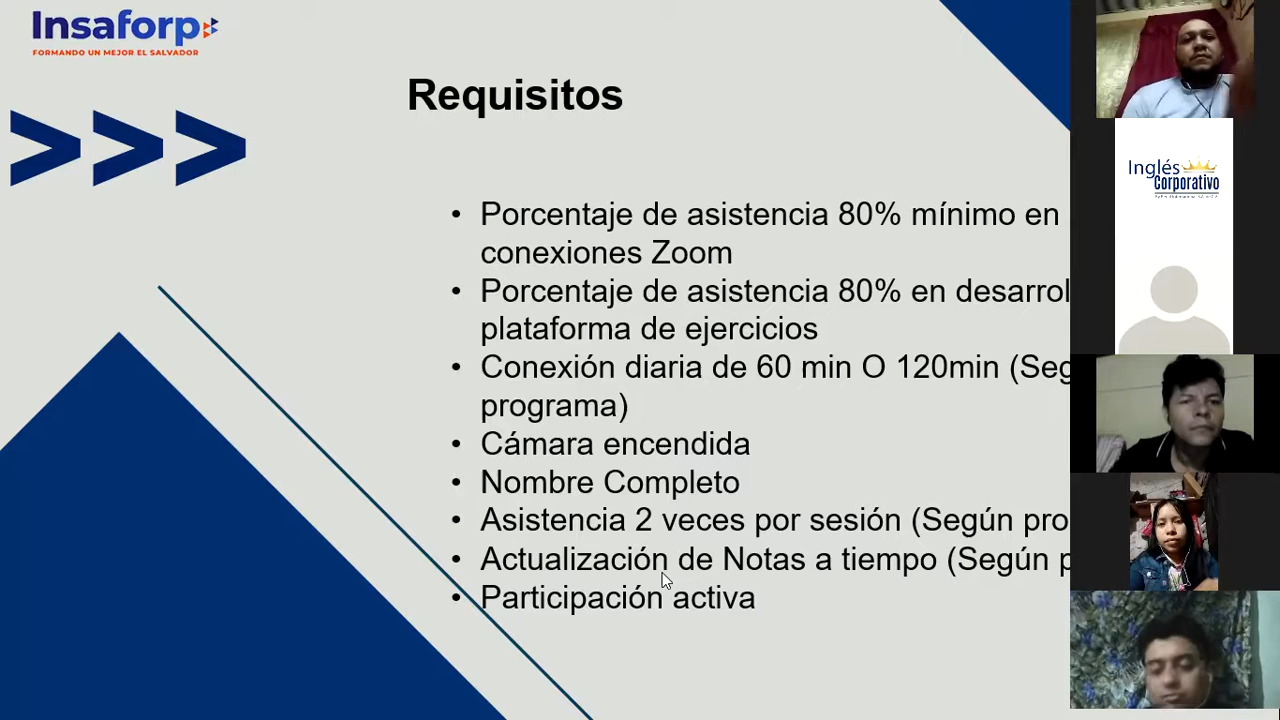 Insaforp
FORMANDO UN MEJOR EL SALVADOR
>>>
Requisitos
• Porcentaje de asistencia 80% mínimo en
conexiones Zoom
• Porcentaje de asistencia 80% en desarrol
plataforma de ejercicios
• Conexión diaria de 60 min O 120min (Seg
programa)
• Cámara encendida
• Nombre Completo
• Asistencia 2 veces por sesión (Según pro
• Actualización de Notas a tiempo (Según p
• Participación activa
Inglés
Corporativo